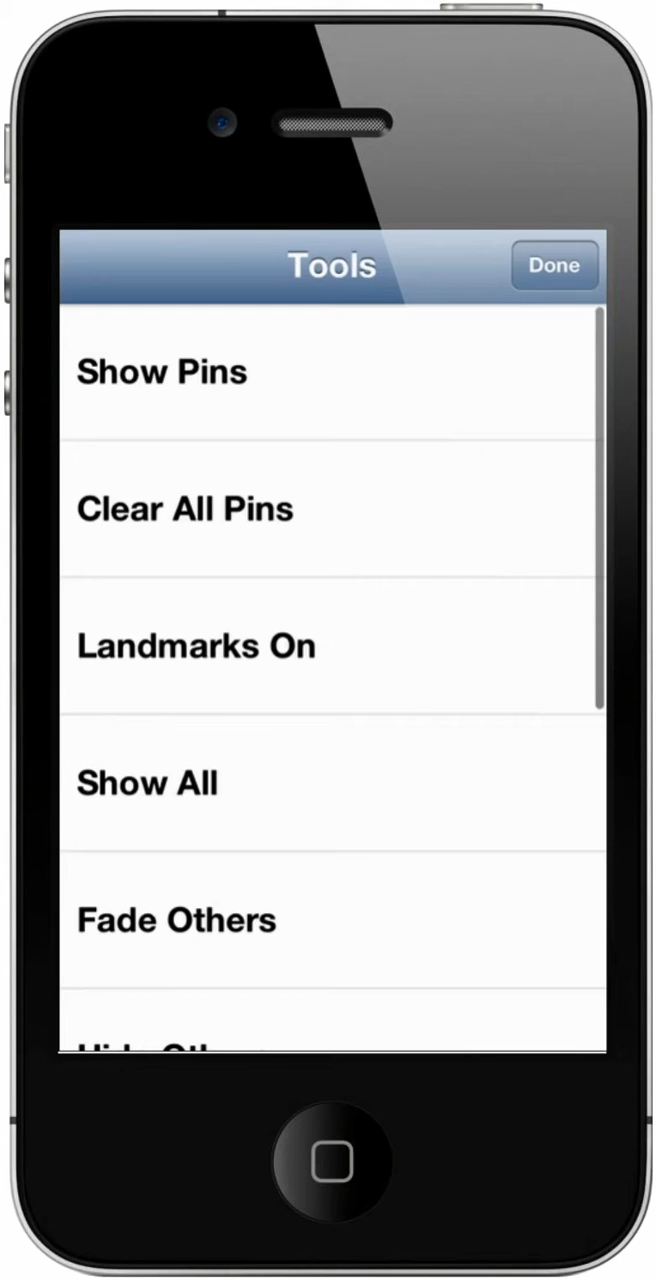 Tools
Done
Show Pins
Clear All Pins
Landmarks On
Show All
Fade Others